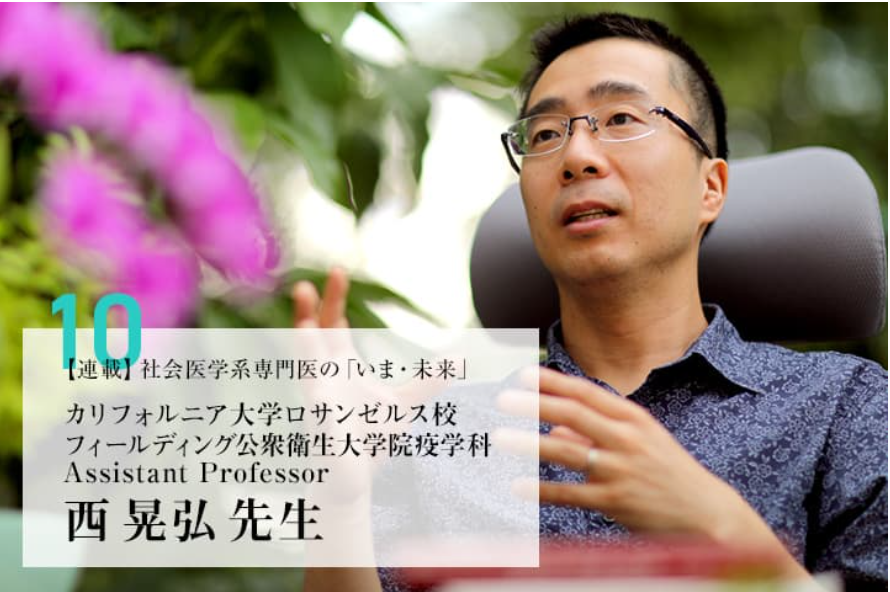 10
【連載】社会医学系専門医の「いま・未来」
カリフォルニア大学ロサンゼルス校
フィールディング公衆衛生大学院疫学科
Assistant Professor
西 晃弘 先生